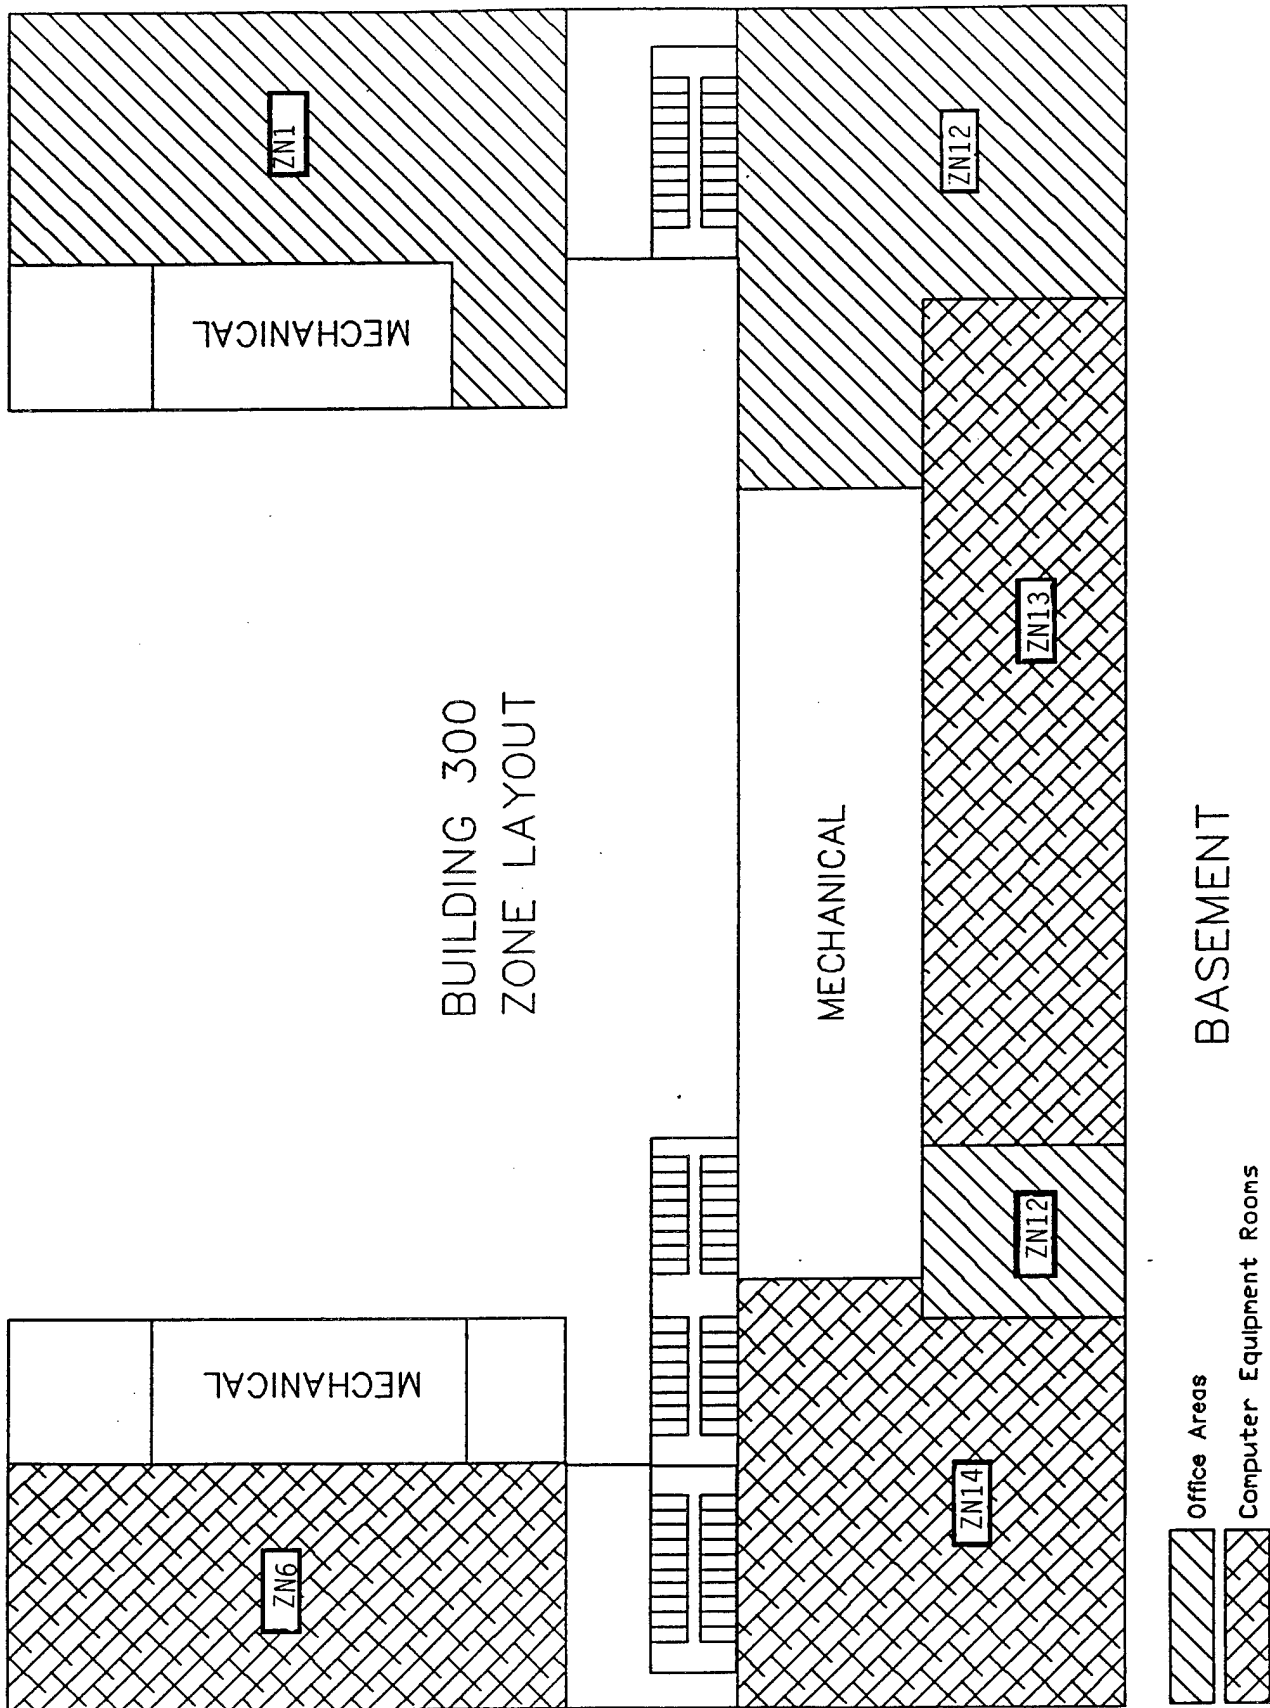 ZN6
MECHANICAL
MECHANICAL
ZN1
BUILDING 300
ZONE LAYOUT
MECHANICAL
ZN14
ZN12
ZN13
ZN12
BASEMENT
Office Areas
Computer Equipment Rooms